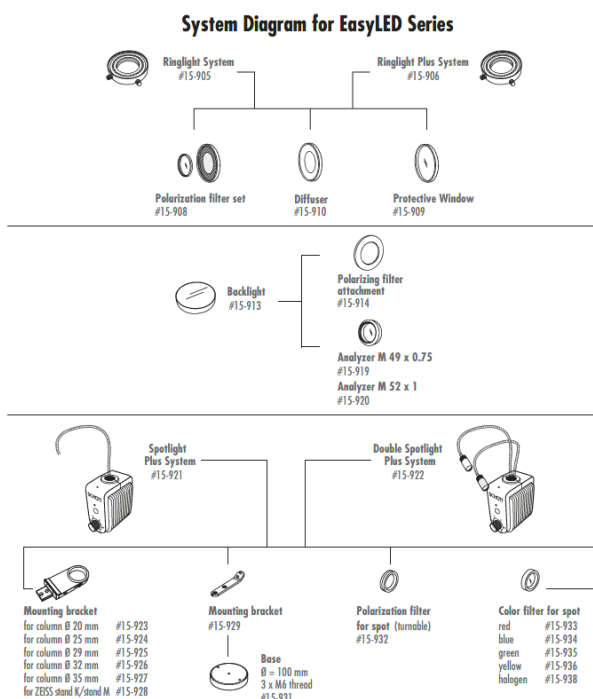 System Diagram for EasyLED Series
Ringlight System
#15-905
Ringlight Plus System
#15-906
Polarization filter set
#15-908
Diffuser
#15-910
Protective Window
#15-909
Backlight
#15-913
Polarizing filter
attachment
#15-914
Analyzer M 49 x 0.75
#15-919
Analyzer M 52 x 1
#15-920
Spotlight
Plus System
#15-921
Double Spotlight
Plus System
#15-922
SCHOTT
SCHOTT
Mounting bracket
for column Ø 20 mm #15-923
for column Ø 25 mm #15-924
for column Ø 29 mm #15-925
for column Ø 32 mm #15-926
for column Ø 35 mm #15-927
for ZEISS stand K/stand M #15-928
Mounting bracket
#15-929
Base
Ø = 100 mm
3 x M6 thread
#15-931
Polarization filter
for spot (turnable)
#15-932
Color filter for spot
red #15-933
blue #15-934
green #15-935
yellow #15-936
halogen #15-938